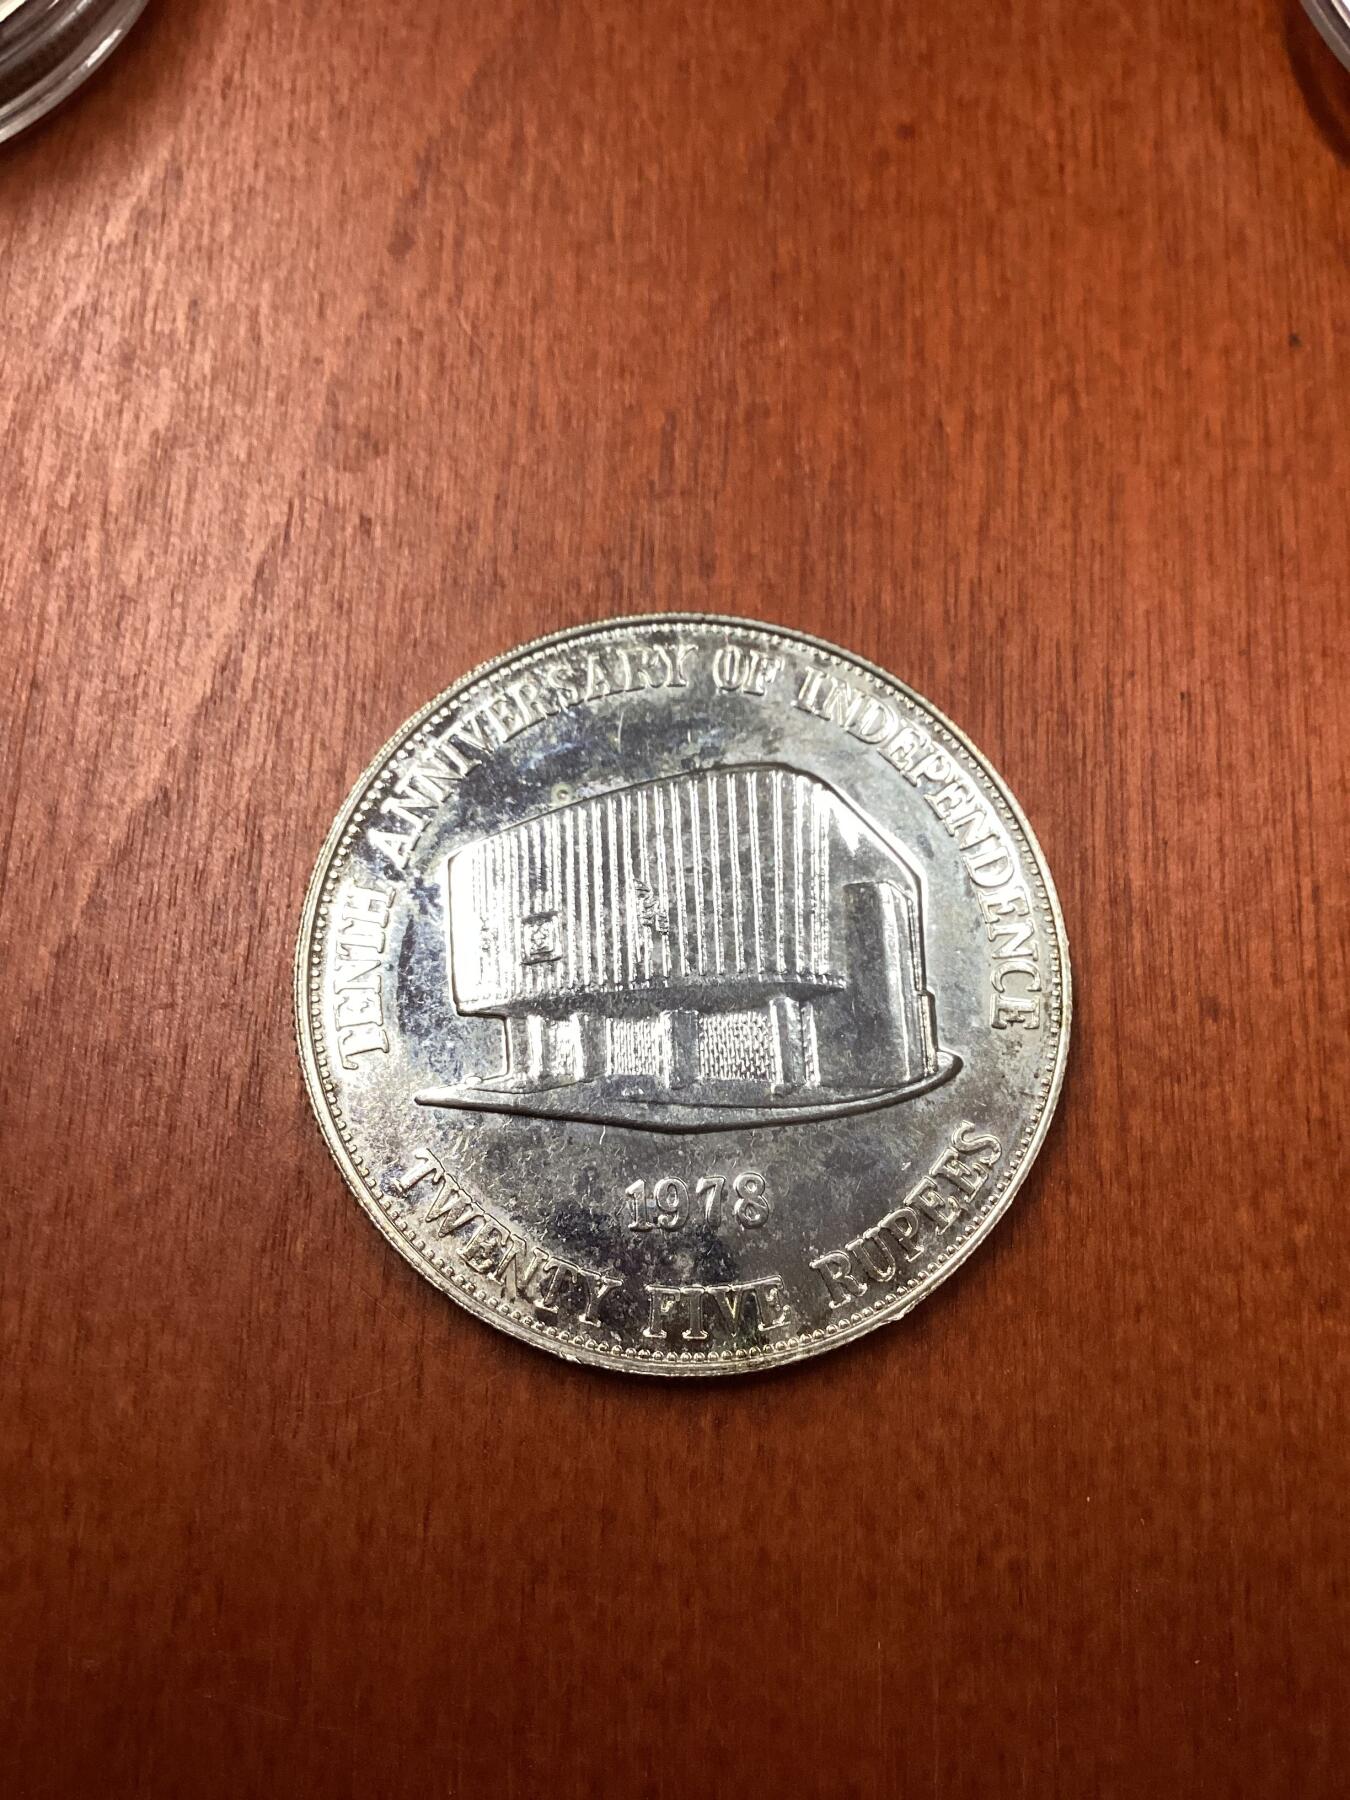 TENTH ANNIVERSARY OF INDEPENDENCE
1978
TWENTY FIVE RUPEES